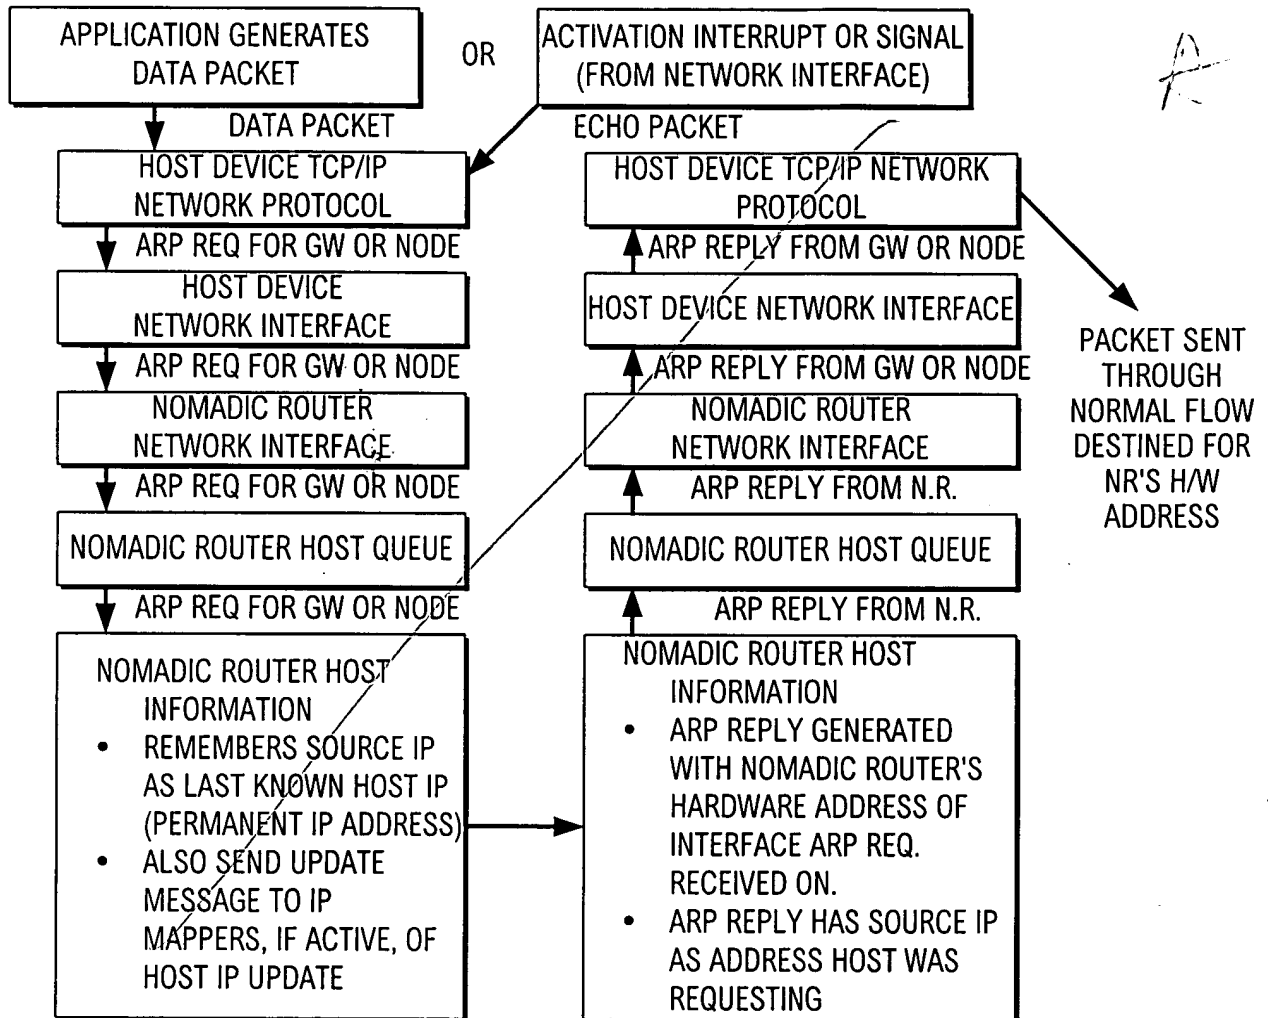 APPLICATION GENERATES
DATA PACKET
OR
ACTIVATION INTERRUPT OR SIGNAL
(FROM NETWORK INTERFACE)
DATA PACKET
ECHO PACKET
HOST DEVICE TCP/IP
NETWORK PROTOCOL
ARP REQ FOR GW OR NODE
HOST DEVICE
NETWORK INTERFACE
ARP REQ FOR GW OR NODE
NOMADIC ROUTER
NETWORK INTERFACE
ARP REQ FOR GW OR NODE
NOMADIC ROUTER HOST QUEUE
ARP REQ FOR GW OR NODE
NOMADIC ROUTER HOST
INFORMATION
• REMEMBERS SOURCE IP
AS LAST KNOWN HOST IP
(PERMANENT IP ADDRESS)
• ALSO SEND UPDATE
MESSAGE TO IP
MAPPERS, IF ACTIVE, OF
HOST IP UPDATE
HOST DEVICE TCP/IP NETWORK
PROTOCOL
ARP REPLY FROM GW OR NODE
HOST DEVICE NETWORK INTERFACE
ARP REPLY FROM GW OR NODE
NOMADIC ROUTER
NETWORK INTERFACE
ARP REPLY FROM N.R.
NOMADIC ROUTER HOST QUEUE
ARP REPLY FROM N.R.
NOMADIC ROUTER HOST
INFORMATION
• ARP REPLY GENERATED
WITH NOMADIC ROUTER'S
HARDWARE ADDRESS OF
INTERFACE ARP REQ.
RECEIVED ON.
• ARP REPLY HAS SOURCE IP
AS ADDRESS HOST WAS
REQUESTING
PACKET SENT
THROUGH
NORMAL FLOW
DESTINED FOR
NR'S H/W
ADDRESS